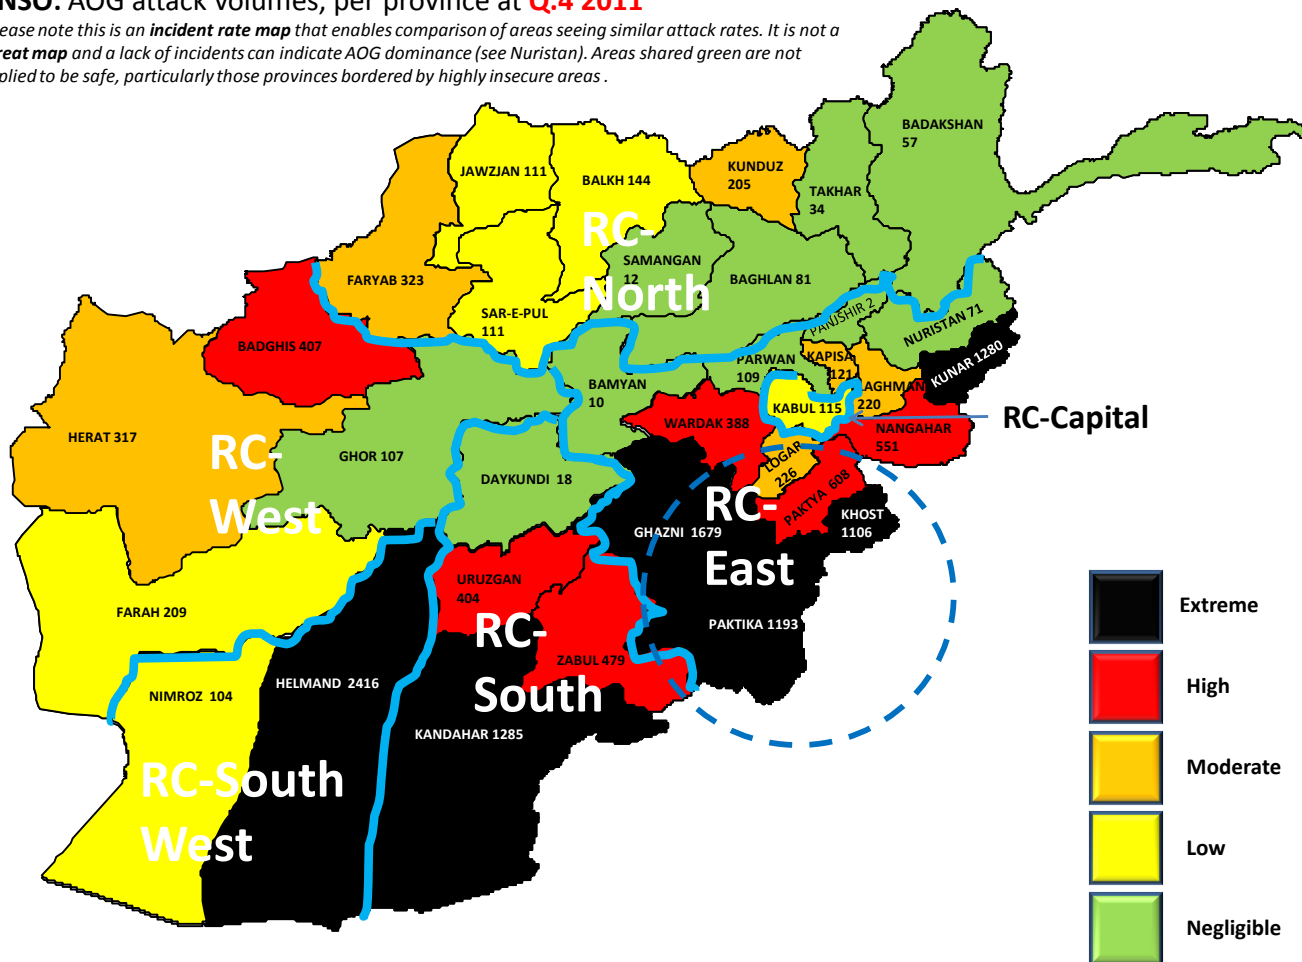 NSO: AOG attack volumes, per province at Q.4 2011
ease note this is an incident rate map that enables comparison of areas seeing similar attack rates. It is not a
reat map and a lack of incidents can indicate AOG dominance (see Nuristan). Areas shared green are not
plied to be safe, particularly those provinces bordered by highly insecure areas .
BADAKSHAN
57
JAWZJAN 111
BALKH 144
KUNDUZ
205
TAKHAR
34
RC-
North
SAMANGAN
12
BAGHLAN 81
FARYAB 323
SAR-E-PUL
111
PANJSHIR 2
NURISTAN 71
BADGHIS 407
PARWAN
109
KAPISA
121
LAGHMAN
220
KUNAR 1280
BAMYAN
10
KABUL 115
RC-Capital
WARDAK 388
NANGAHAR
551
HERAT 317
RC-
West
GHOR 107
DAYKUNDI 18
LOGAR
226
PAKTYA 608
KHOST
1106
GHAZNI 1679
RC-
East
URUZGAN
404
FARAH 209
PAKTIKA 1193
RC-
South
ZABUL 479
NIMROZ 104
HELMAND 2416
KANDAHAR 1285
RC-South
West
Extreme
High
Moderate
Low
Negligible